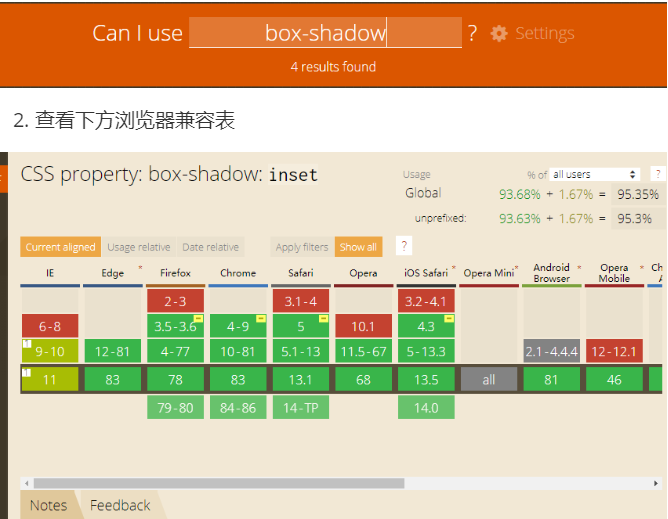 Can I use box-shadow ? Settings
4 results found
2. 查看下方浏览器兼容表
CSS property: box-shadow: inset
Usage % of all users ?
Global 93.68% + 1.67% = 95.35%
unprefixed: 93.63% + 1.67% = 95.3%
Current aligned Usage relative Date relative Apply filters Show all ?
IE Edge * Firefox Chrome Safari Opera iOS Safari * Opera Mini * Android Browser * Opera Mobile * Ch
2-3 3.1-4 3.2-4.1
6-8 3.5-3.6 4-9 5 10.1 4.3
9-10 12-81 4-77 10-81 5.1-13 11.5-67 5-13.3 2.1-4.4.4 12-12.1
11 83 78 83 13.1 68 13.5 all 81 46
79-80 84-86 14-TP 14.0
Notes Feedback